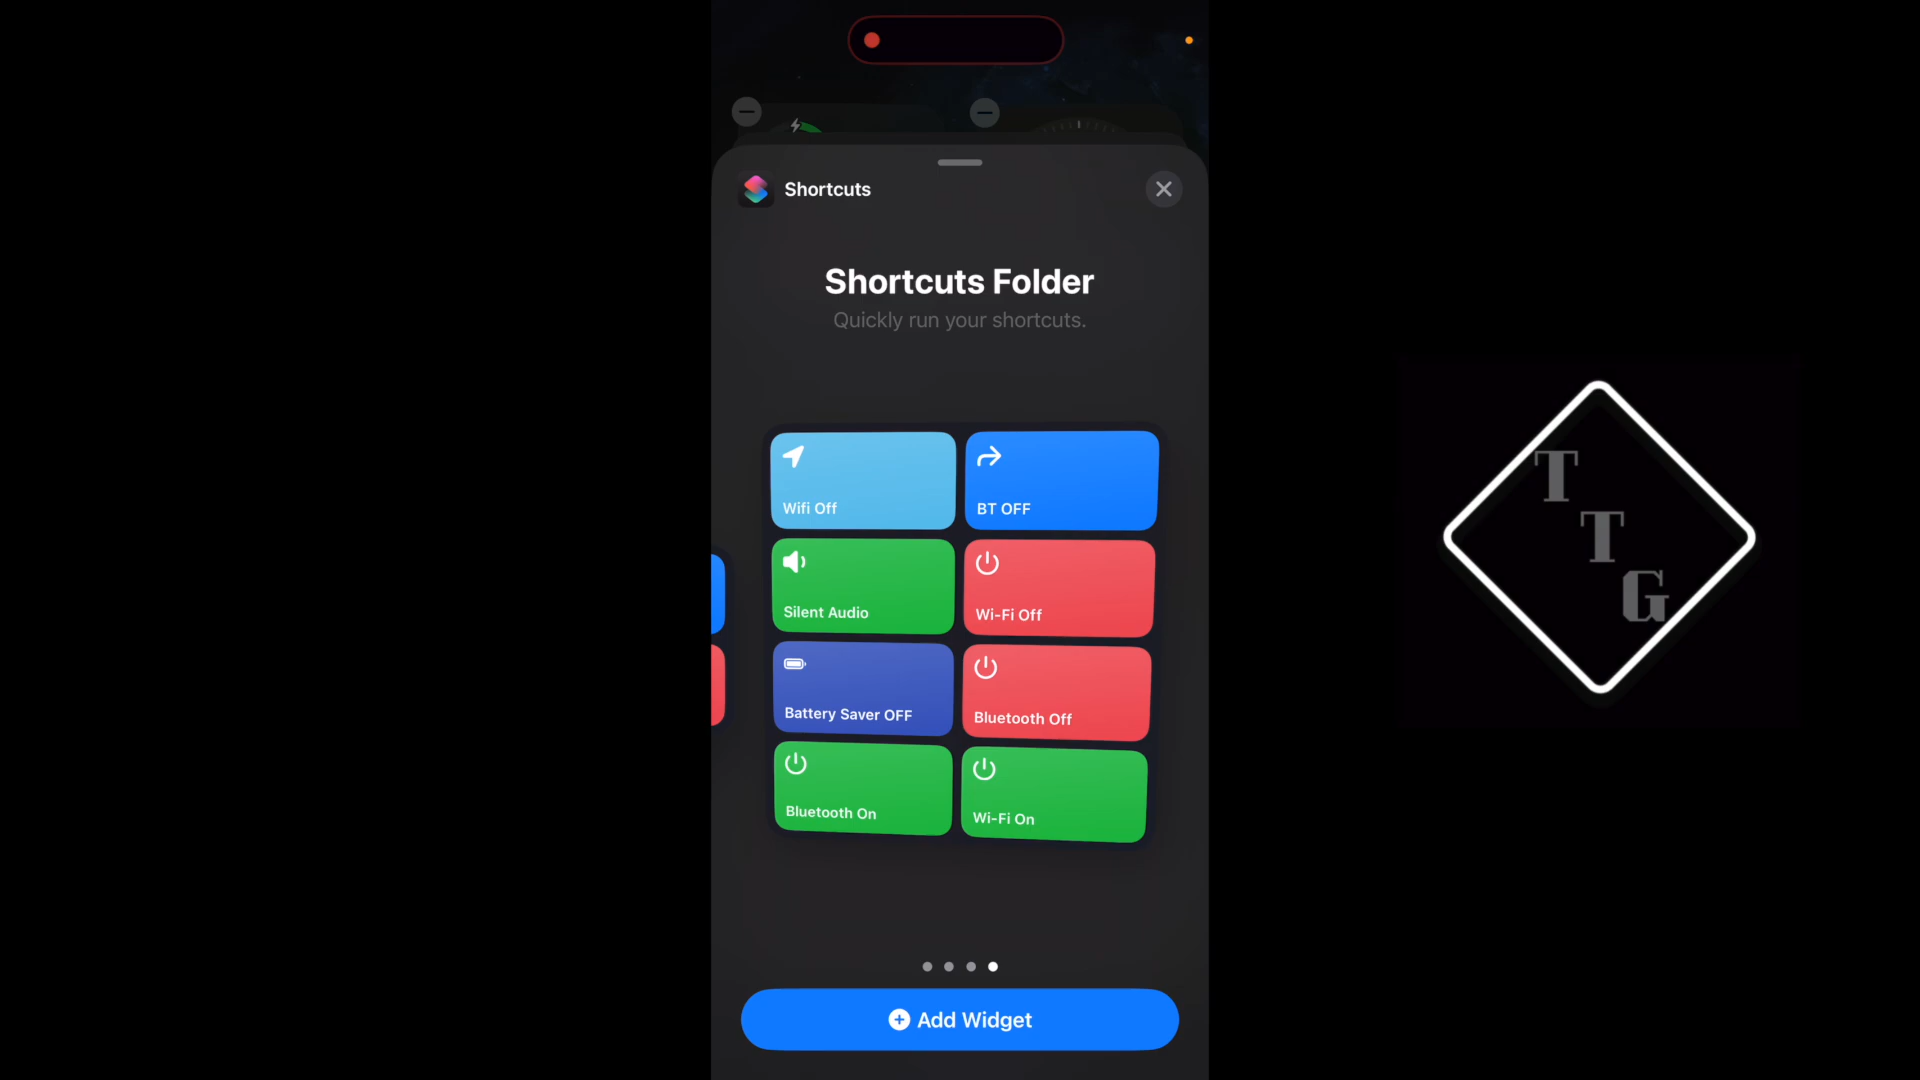 Shortcuts
Shortcuts Folder
Quickly run your shortcuts.
Wifi Off
BT OFF
Silent Audio
Wi-Fi Off
Battery Saver OFF
Bluetooth Off
Bluetooth On
Wi-Fi On
Add Widget
T
T
G